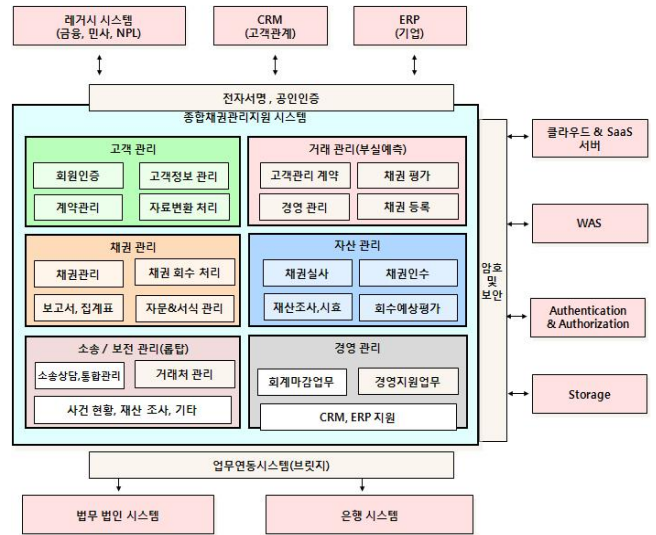 레거시 시스템
(금융, 민사, NPL)
CRM
(고객관계)
ERP
(기업)
전자서명 , 공인인증
종합채권관리지원 시스템
고객 관리
회원인증
고객정보 관리
계약관리
자료변환 처리
거래 관리(부실예측)
고객관리 계약
채권 평가
경영 관리
채권 등록
채권 관리
채권관리
채권 회수 처리
보고서, 집계표
자문&서식 관리
자산 관리
채권실사
채권인수
재산조사,시효
회수예상평가
소송 / 보전 관리(롭탑)
소송상담,통합관리
거래처 관리
사건 현황, 재산 조사, 기타
경영 관리
회계마감업무
경영지원업무
CRM, ERP 지원
암호
및
보안
클라우드 & SaaS
서버
WAS
Authentication
& Authorization
Storage
업무연동시스템(브릿지)
법무 법인 시스템
은행 시스템